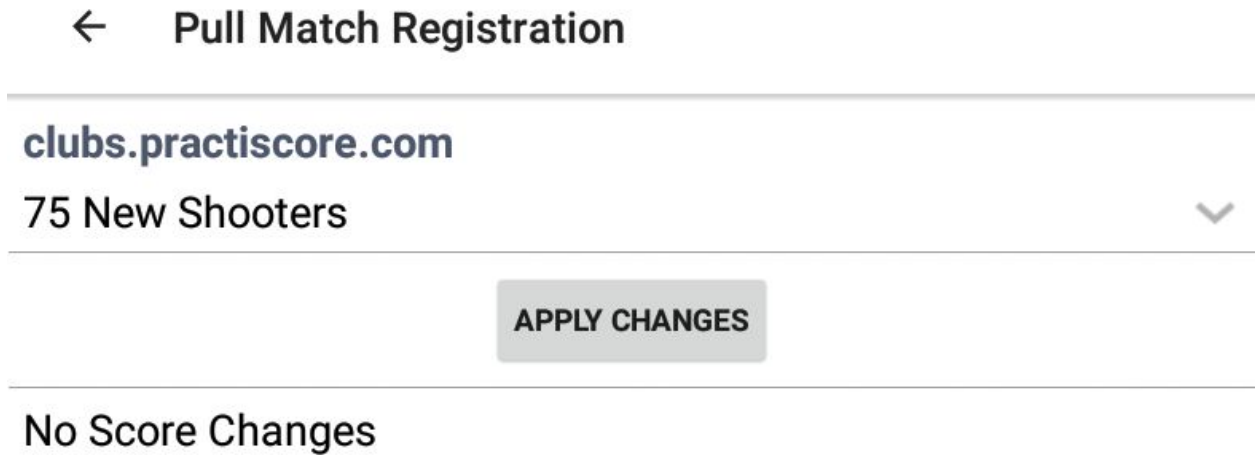 Pull Match Registration
clubs.practiscore.com
75 New Shooters
APPLY CHANGES
No Score Changes